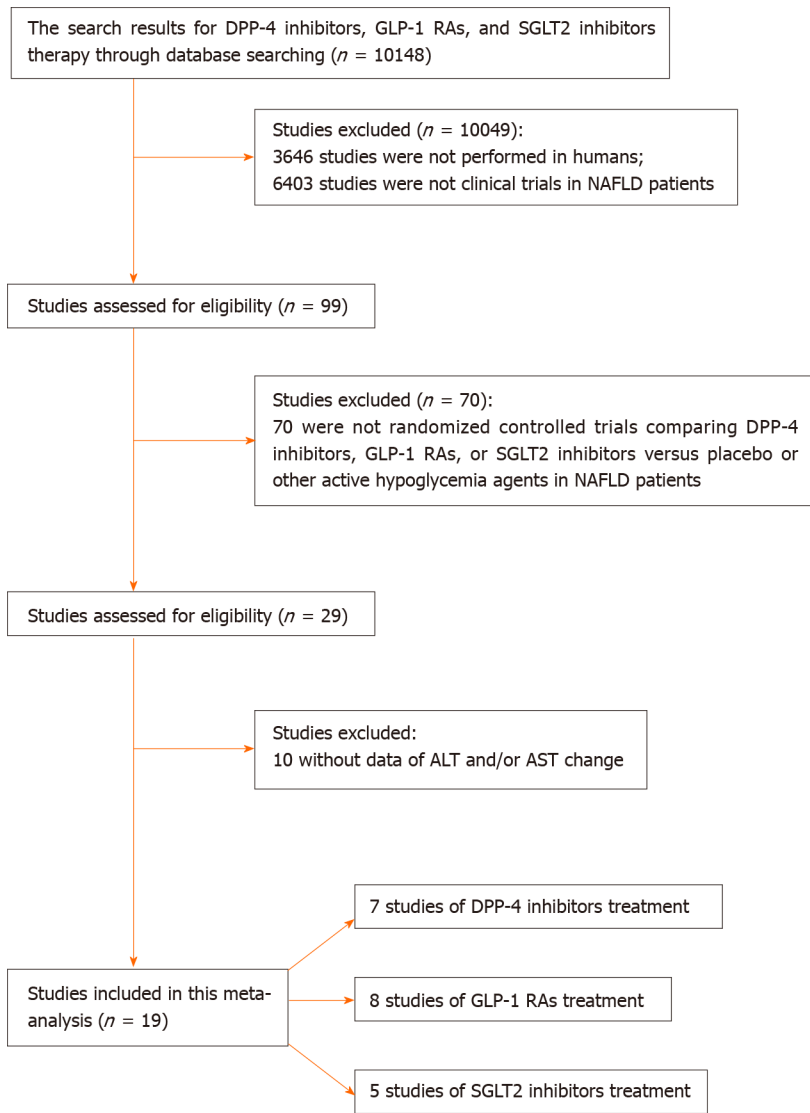 The search results for DPP-4 inhibitors, GLP-1 RAs, and SGLT2 inhibitors
therapy through database searching (n = 10148)
Studies excluded (n = 10049):
3646 studies were not performed in humans;
6403 studies were not clinical trials in NAFLD patients
Studies assessed for eligibility (n = 99)
Studies excluded (n = 70):
70 were not randomized controlled trials comparing DPP-4
inhibitors, GLP-1 RAs, or SGLT2 inhibitors versus placebo or
other active hypoglycemia agents in NAFLD patients
Studies assessed for eligibility (n = 29)
Studies excluded:
10 without data of ALT and/or AST change
7 studies of DPP-4 inhibitors treatment
Studies included in this meta-
analysis (n = 19)
8 studies of GLP-1 RAs treatment
5 studies of SGLT2 inhibitors treatment